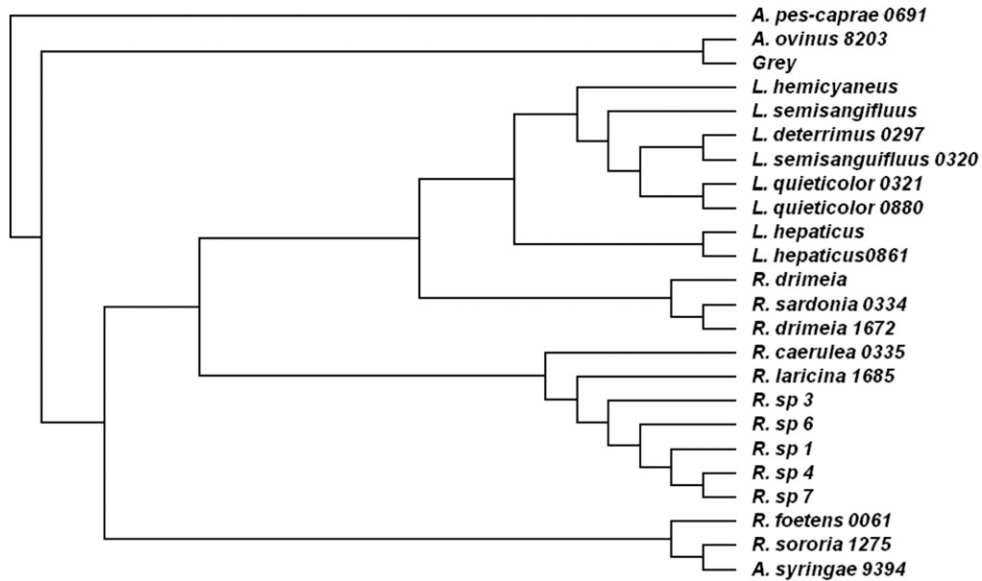 A. pes-caprae 0691
A. ovinus 8203
Grey
L. hemicyaneus
L. semisangifluus
L. deterrimus 0297
L. semisanguifluus 0320
L. quieticolor 0321
L. quieticolor 0880
L. hepaticus
L. hepaticus0861
R. drimeia
R. sardonia 0334
R. drimeia 1672
R. caerulea 0335
R. laricina 1685
R. sp 3
R. sp 6
R. sp 1
R. sp 4
R. sp 7
R. foetens 0061
R. sororia 1275
A. syringae 9394